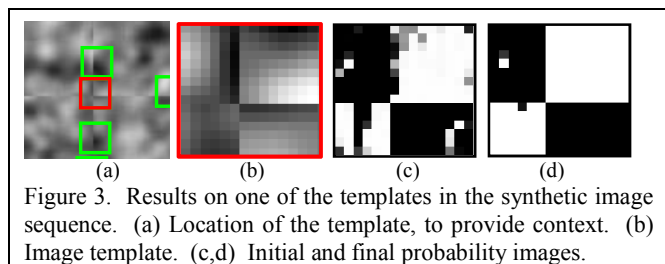 (a) (b) (c) (d)
Figure 3. Results on one of the templates in the synthetic image
sequence. (a) Location of the template, to provide context. (b)
Image template. (c,d) Initial and final probability images.